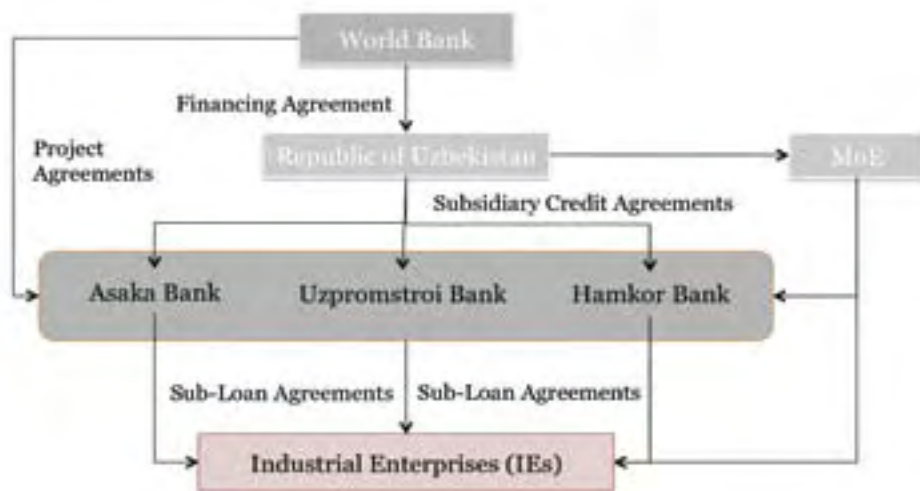 World Bank
Financing Agreement
Project
Agreements
Republic of Uzbekistan
MoE
Subsidiary Credit Agreements
Asaka Bank
Uzpromstroi Bank
Hamkor Bank
Sub-Loan Agreements
Sub-Loan Agreements
Industrial Enterprises (IEs)